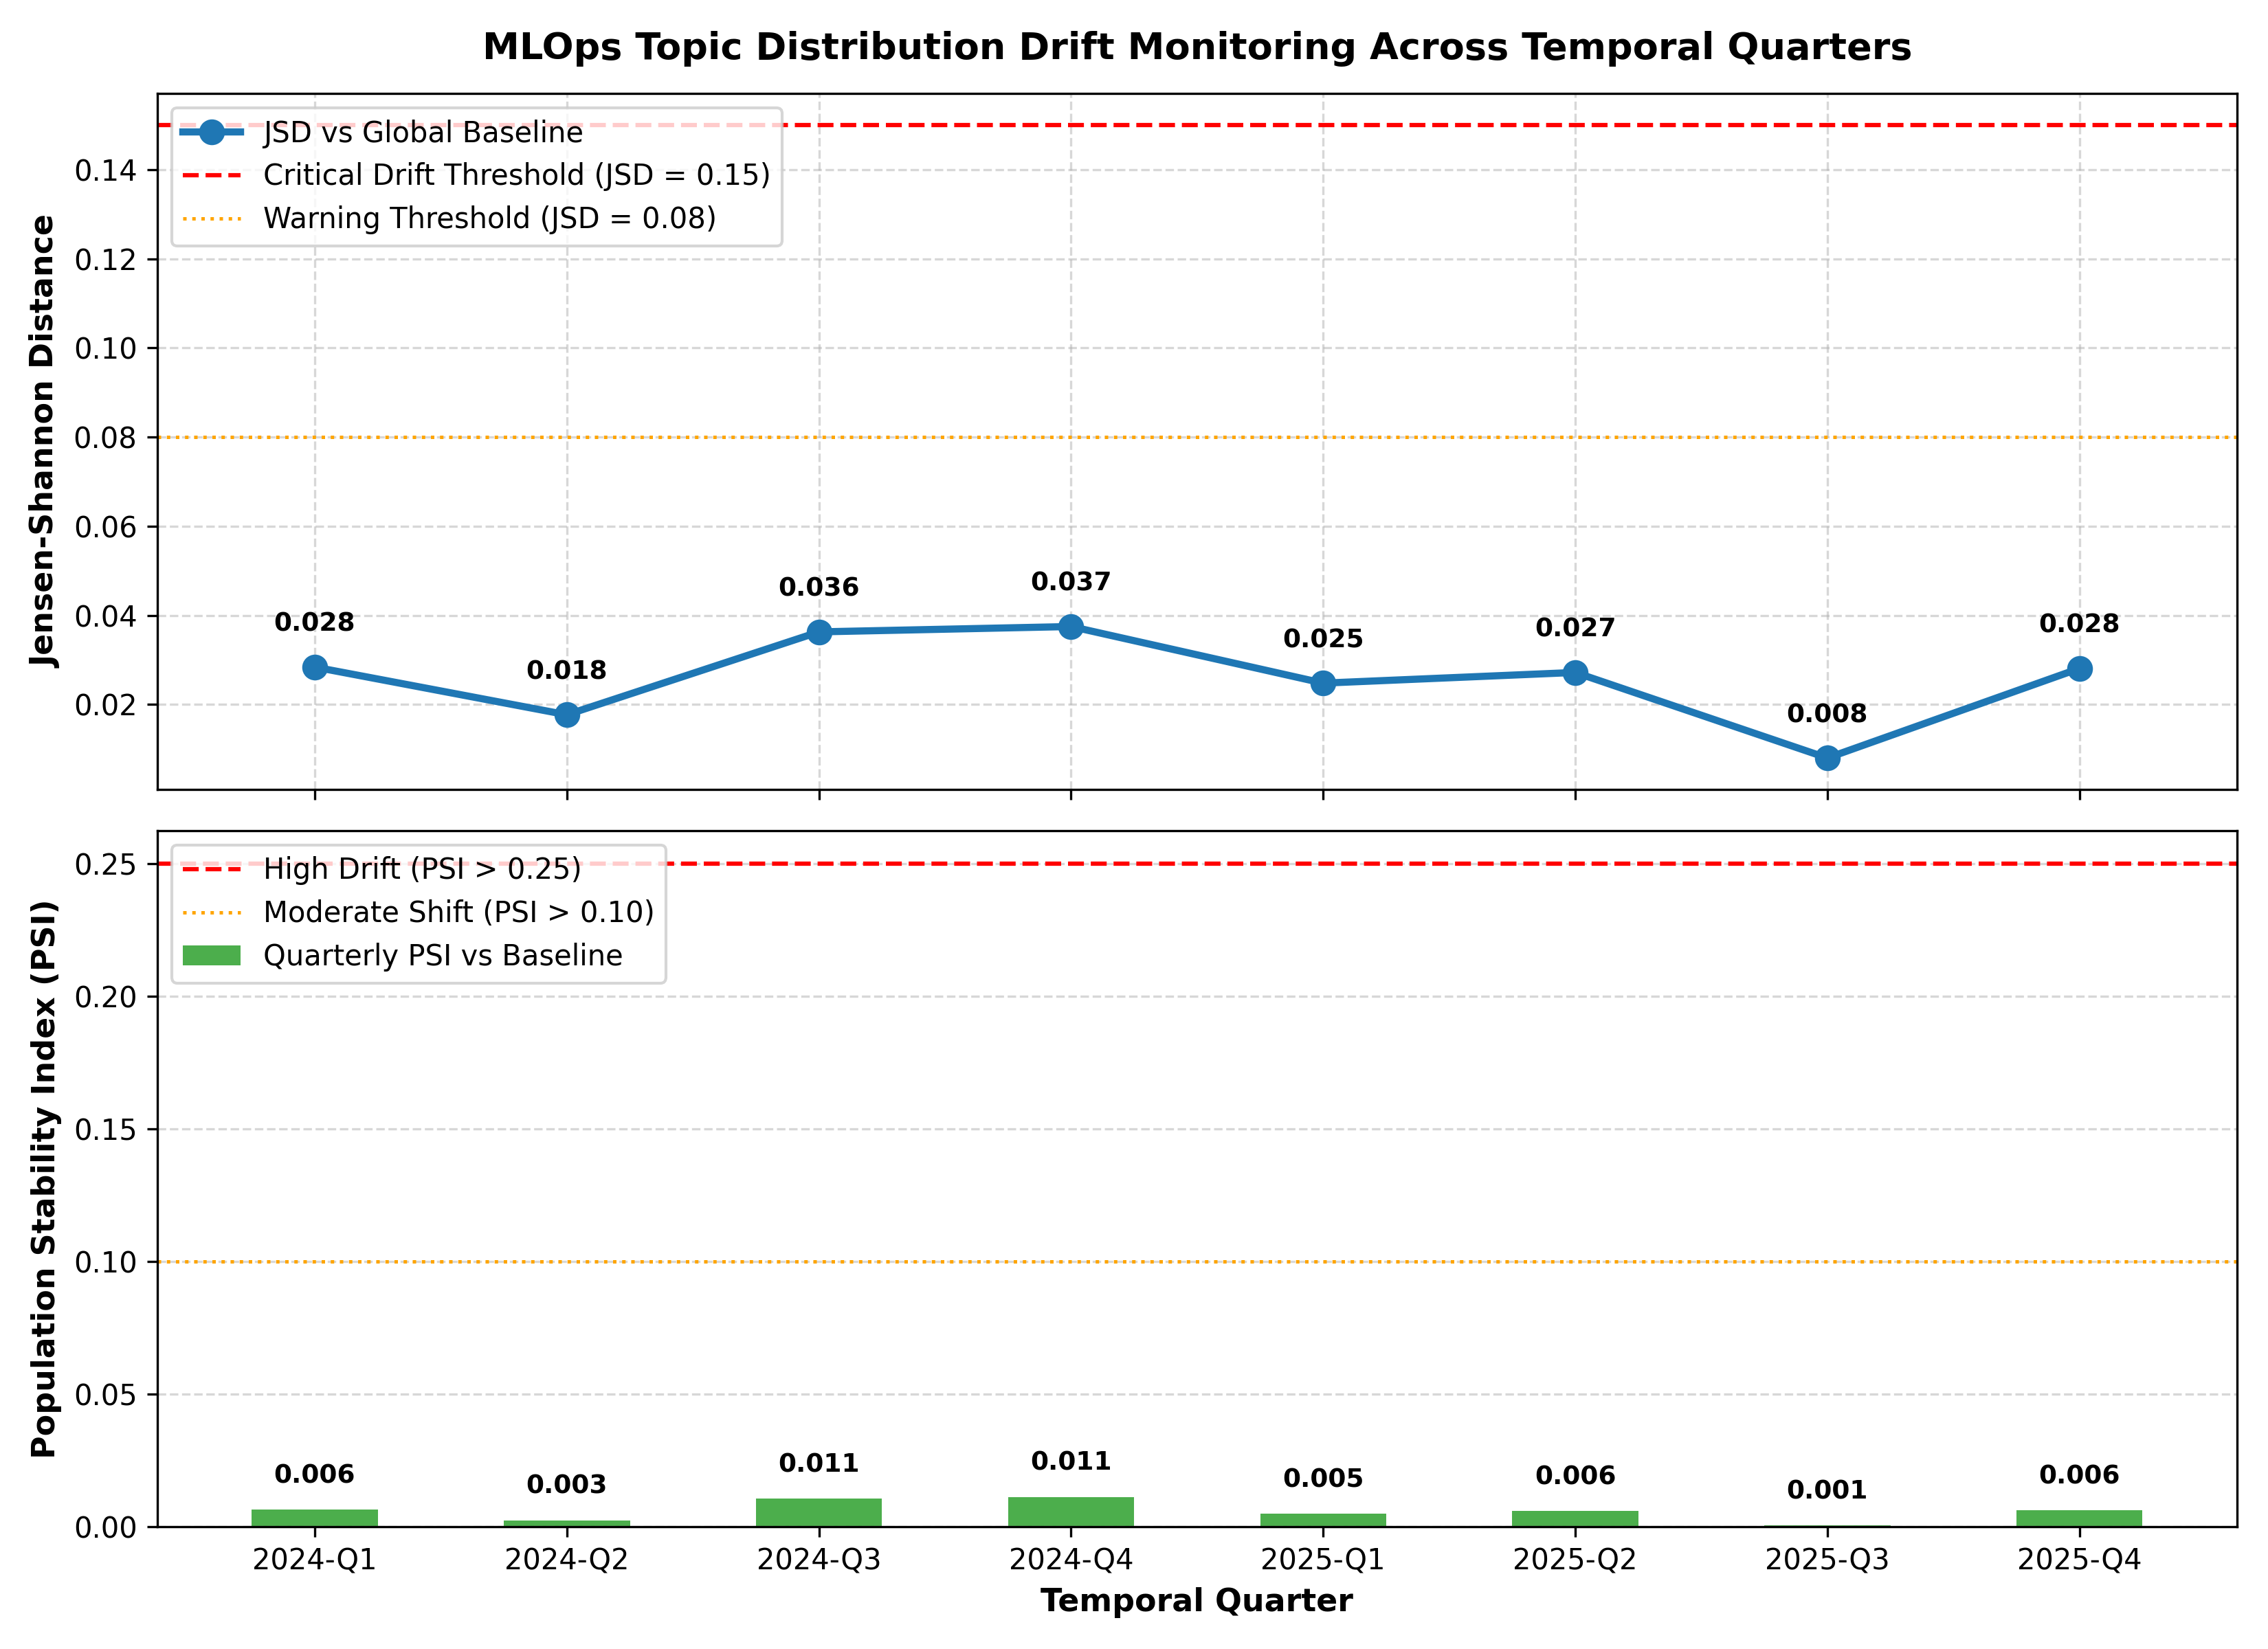 MLOps Topic Distribution Drift Monitoring Across Temporal Quarters
Jensen-Shannon Distance
0.14
0.12
0.10
0.08
0.06
0.04
0.02
JSD vs Global Baseline
Critical Drift Threshold (JSD = 0.15)
Warning Threshold (JSD = 0.08)
0.028
0.018
0.036
0.037
0.025
0.027
0.008
0.028
Population Stability Index (PSI)
0.25
0.20
0.15
0.10
0.05
0.00
High Drift (PSI > 0.25)
Moderate Shift (PSI > 0.10)
Quarterly PSI vs Baseline
0.006
0.003
0.011
0.011
0.005
0.006
0.001
0.006
2024-Q1
2024-Q2
2024-Q3
2024-Q4
2025-Q1
2025-Q2
2025-Q3
2025-Q4
Temporal Quarter